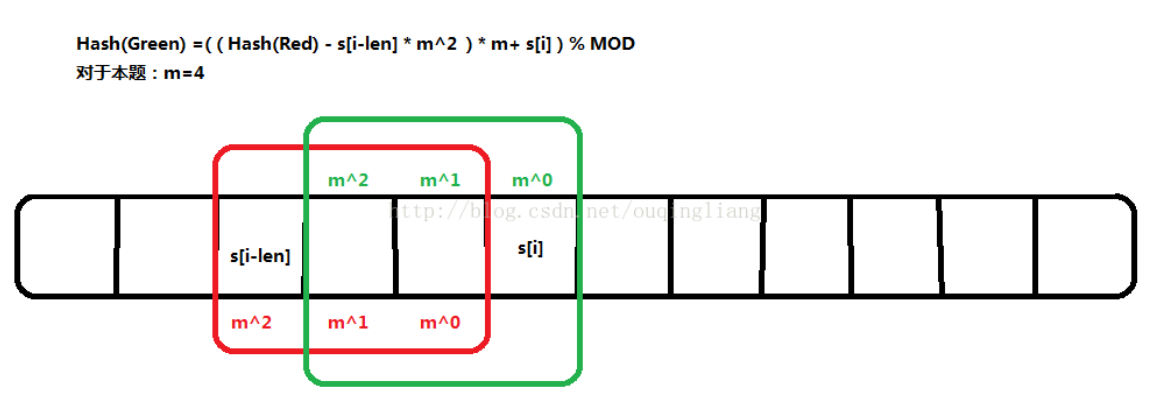 Hash(Green) =( ( Hash(Red) - s[i-len] * m^2 ) * m+ s[i] ) % MOD
对于本题：m=4
m^2 m^1 m^0
http://blog.csdn.net/ouqingliang
s[i-len] s[i]
m^2 m^1 m^0